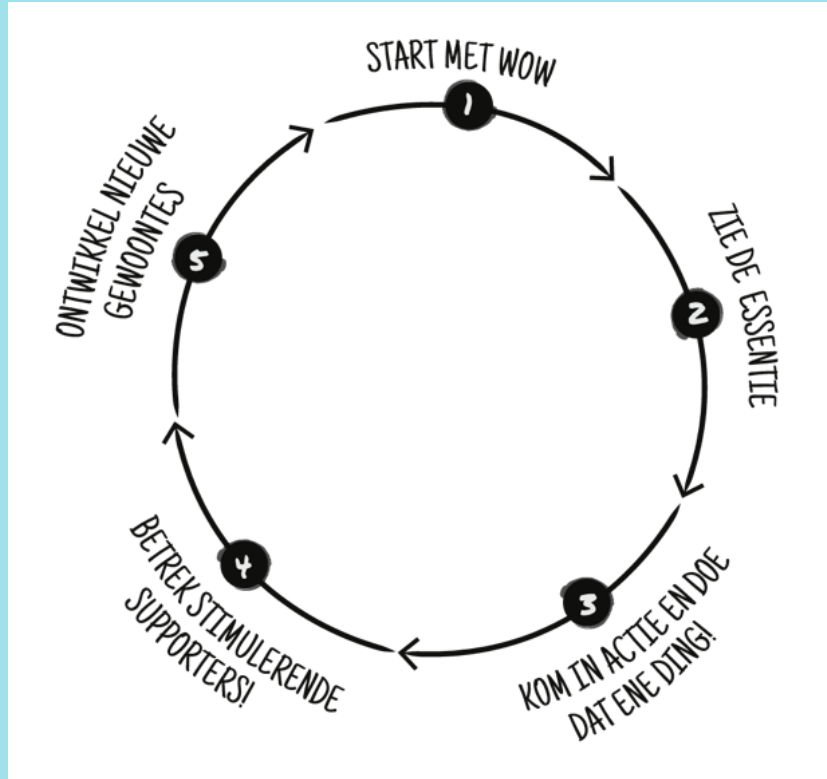 START MET WOW
1
ZIE DE ESSENTIE
2
KOM IN ACTIE EN DOE
DAT ENE DING!
3
BETREK STIMULERENDE
SUPPORTERS!
4
ONTWIKKEL NIEUWE
GEWOONTES
5